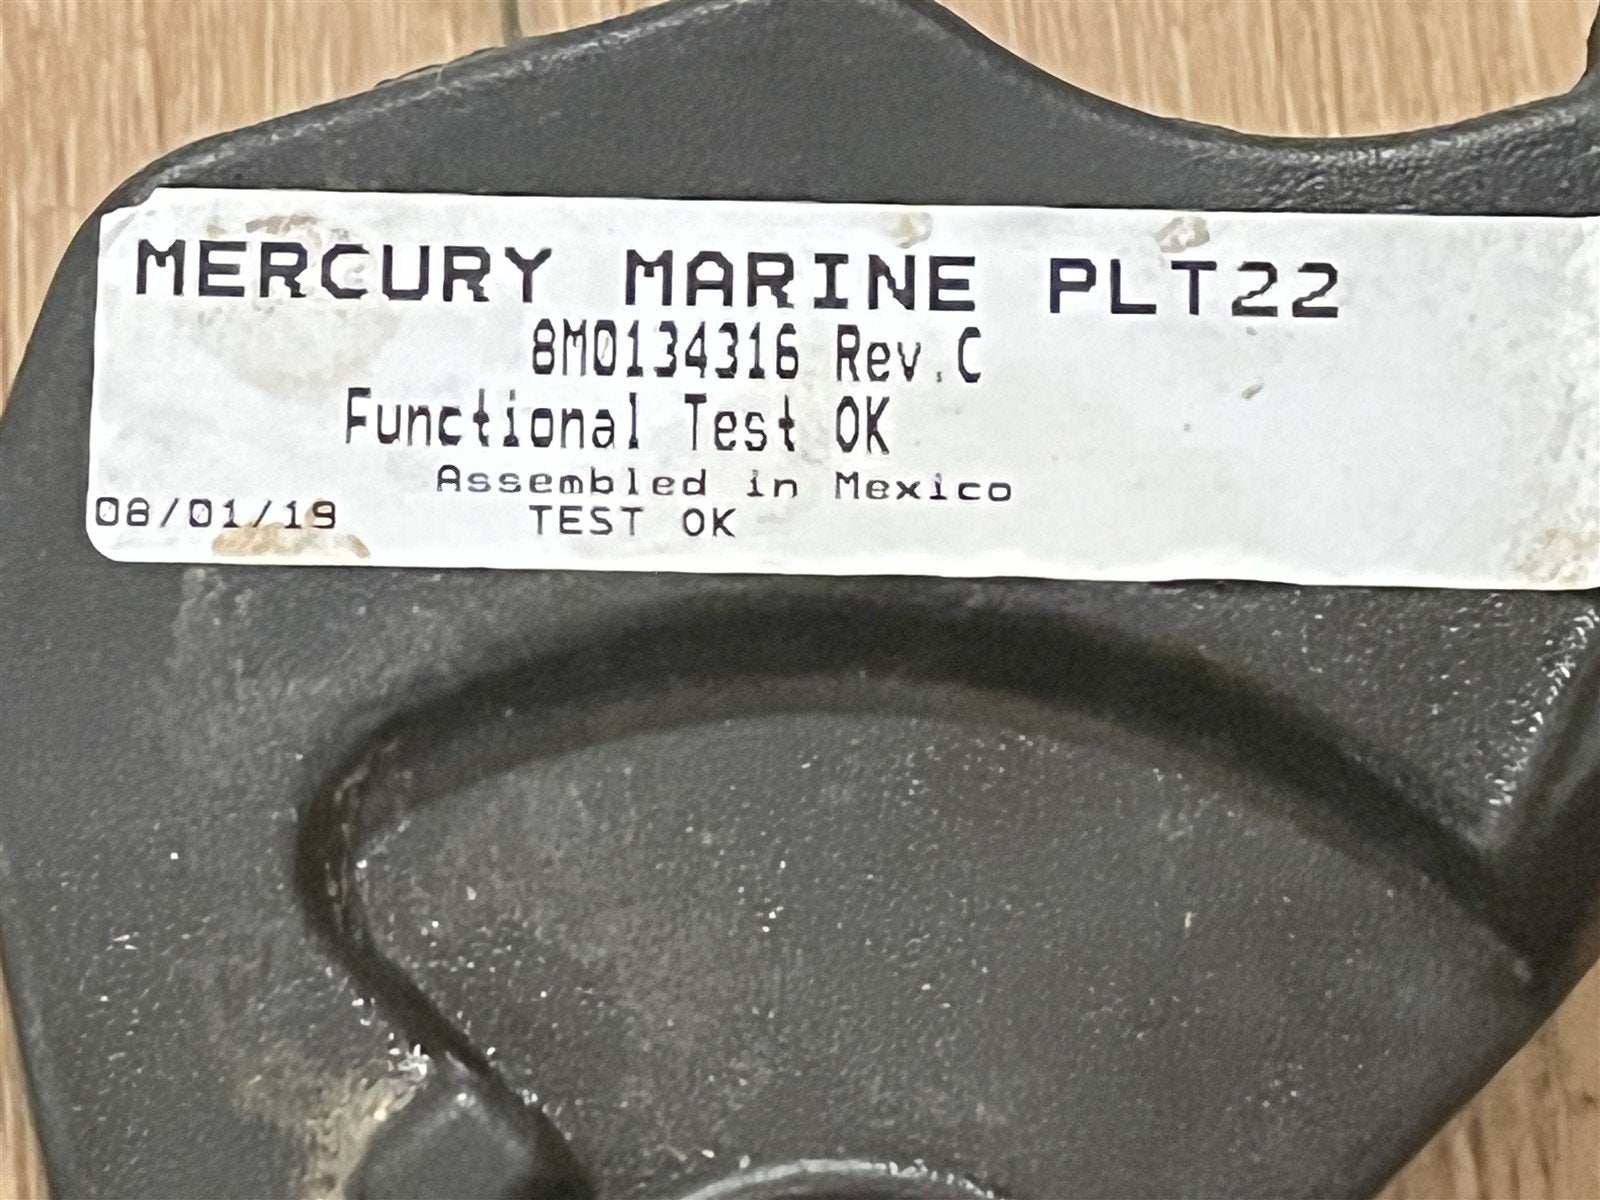 MERCURY MARINE PLT22
8M0134316 Rev.C
Functional Test OK
Assembled in Mexico
08/01/19 TEST OK